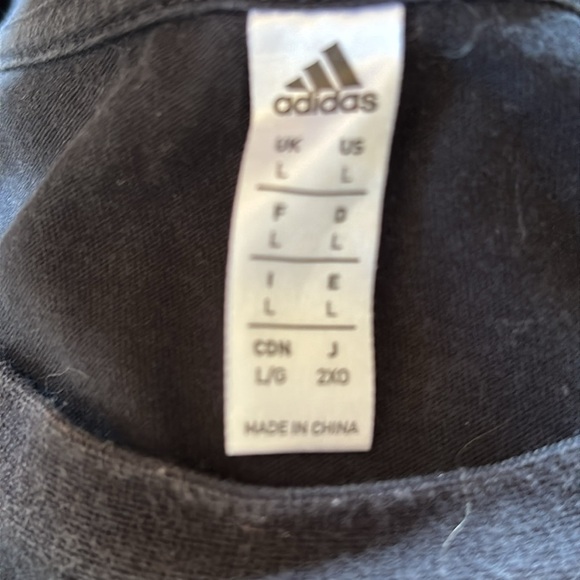 adidas
UK US
L L
F D
L L
I E
L L
CDN J
L/G 2XO
MADE IN CHINA